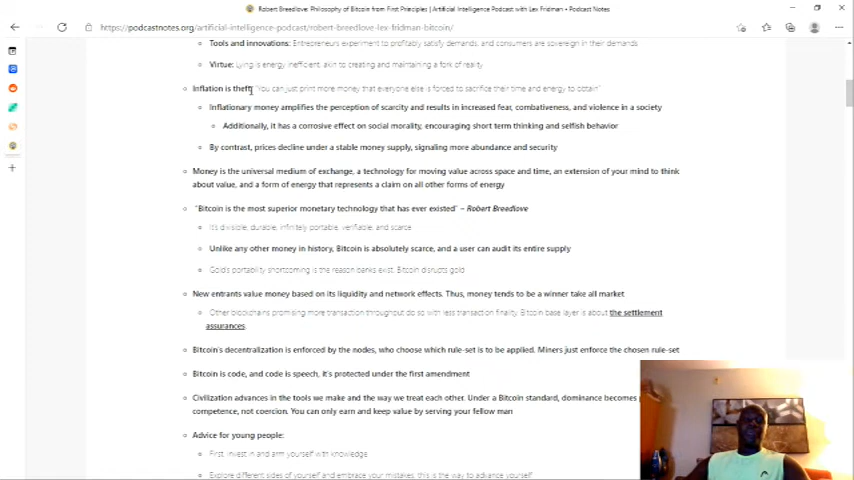 Robert Breedlove: Philosophy of Bitcoin from First Principles | Artificial Intelligence Podcast with Lex Fridman • Podcast Notes
https://podcastnotes.org/artificial-intelligence-podcast/robert-breedlove-lex-fridman-bitcoin/
Tools and innovations: Entrepreneurs experiment to profitably satisfy demands, and consumers are sovereign in their demands
Virtue: Lying is energy inefficient, akin to creating and maintaining a fork of reality
Inflation is theft: "You can just print more money that everyone else is forced to sacrifice their time and energy to obtain"
Inflationary money amplifies the perception of scarcity and results in increased fear, combativeness, and violence in a society
Additionally, it has a corrosive effect on social morality, encouraging short term thinking and selfish behavior
By contrast, prices decline under a stable money supply, signaling more abundance and security
Money is the universal medium of exchange, a technology for moving value across space and time, an extension of your mind to think
about value, and a form of energy that represents a claim on all other forms of energy
"Bitcoin is the most superior monetary technology that has ever existed" – Robert Breedlove
It's divisible, durable, infinitely portable, verifiable, and scarce
Unlike any other money in history, Bitcoin is absolutely scarce, and a user can audit its entire supply
Gold's portability shortcoming is the reason banks exist. Bitcoin disrupts gold
New entrants value money based on its liquidity and network effects. Thus, money tends to be a winner take all market
Other blockchains promising more transaction throughput do so with less transaction finality. Bitcoin base layer is about the settlement
assurances.
Bitcoin's decentralization is enforced by the nodes, who choose which rule-set is to be applied. Miners just enforce the chosen rule-set
Bitcoin is code, and code is speech, it's protected under the first amendment
Civilization advances in the tools we make and the way we treat each other. Under a Bitcoin standard, dominance becomes
competence, not coercion. You can only earn and keep value by serving your fellow man
Advice for young people:
First invest in and arm yourself with knowledge
Explore different sides of yourself and embrace your mistakes, this is the way to advance yourself